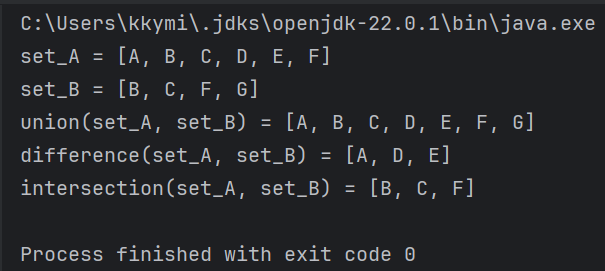 C:\Users\kkymi\.jdks\openjdk-22.0.1\bin\java.exe
set_A = [A, B, C, D, E, F]
set_B = [B, C, F, G]
union(set_A, set_B) = [A, B, C, D, E, F, G]
difference(set_A, set_B) = [A, D, E]
intersection(set_A, set_B) = [B, C, F]
Process finished with exit code 0